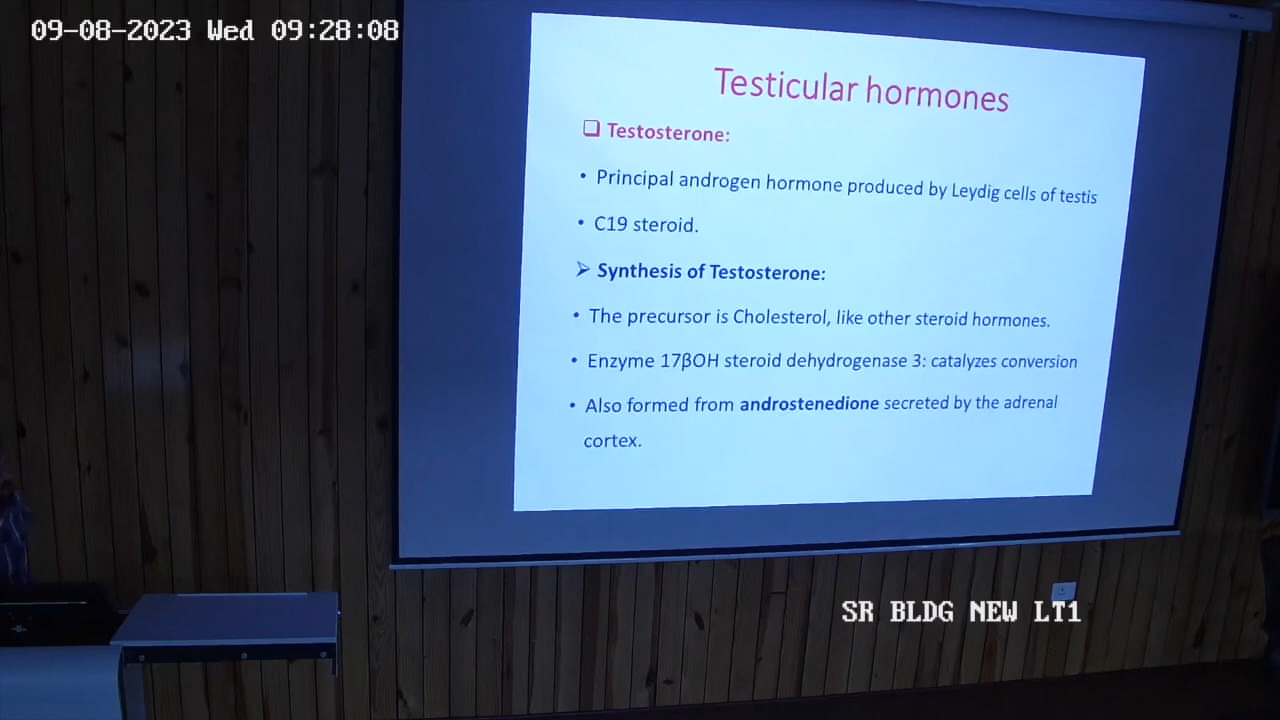 09-08-2023 Wed 09:28:08
Testicular hormones
❑ Testosterone:
• Principal androgen hormone produced by Leydig cells of testis
• C19 steroid.
➢ Synthesis of Testosterone:
• The precursor is Cholesterol, like other steroid hormones.
• Enzyme 17βOH steroid dehydrogenase 3: catalyzes conversion
• Also formed from androstenedione secreted by the adrenal
cortex.
SR BLDG NEW LT1